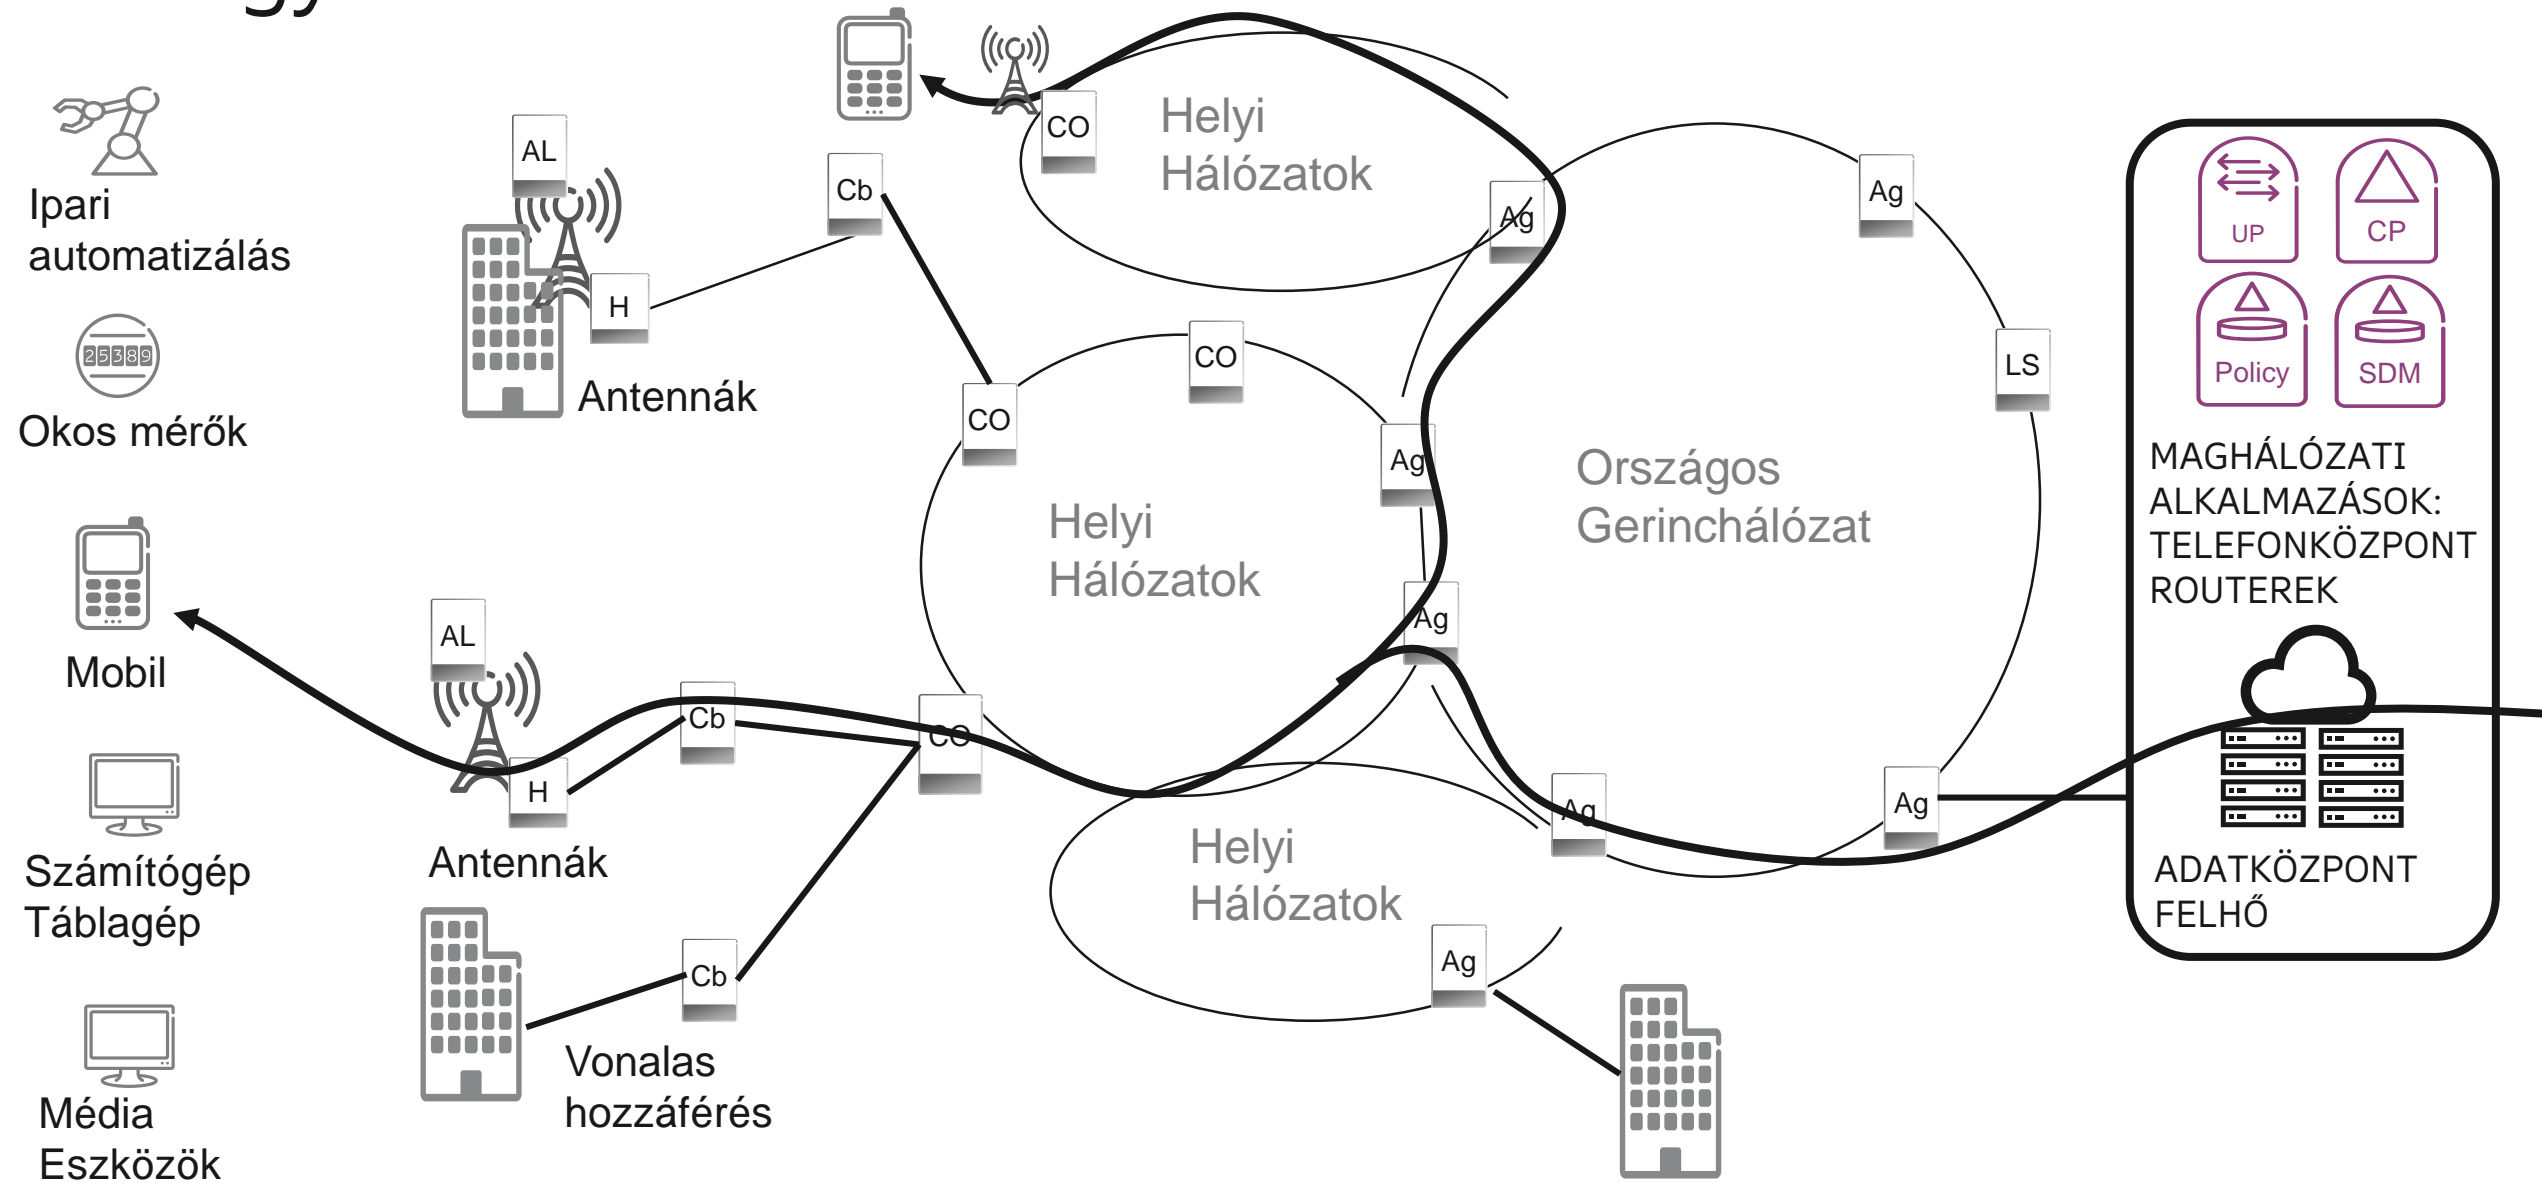 gy
Ipari
automatizálás
25389
Okos mérők
Mobil
Számítógép
Táblagép
Média
Eszközök
AL
H
Antennák
Cb
CO
Helyi
Hálózatok
Ag
Ag
LS
CO
CO
Ag
Helyi
Hálózatok
Országos
Gerinchálózat
Ag
AL
H
Antennák
Cb
CO
Cb
Vonalas
hozzáférés
Helyi
Hálózatok
Ag
Ag
Ag
UP
CP
Policy
SDM
MAGHÁLÓZATI
ALKALMAZÁSOK:
TELEFONKÖZPONT
ROUTEREK
ADATKÖZPONT
FELHŐ